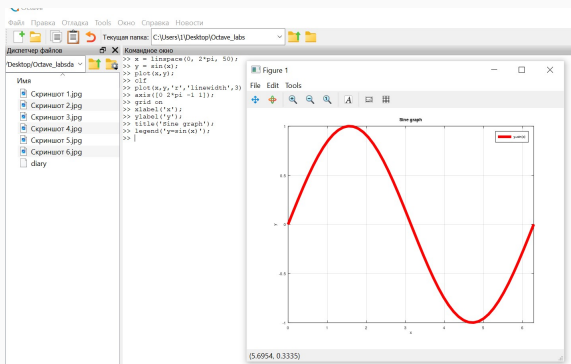 Octave
Файл Правка Отладка Tools Окно Справка Новости
Текущая папка: C:\Users\1\Desktop\Octave_labs
Диспетчер файлов
Командное окно
'/Desktop/Octave_labsda
Имя
Скриншот 1.jpg
Скриншот 2.jpg
Скриншот 3.jpg
Скриншот 4.jpg
Скриншот 5.jpg
Скриншот 6.jpg
diary
>> x = linspace(0, 2*pi, 50);
>> y = sin(x);
>> plot(x,y);
>> clf
>> plot(x,y,'r','linewidth',3)
>> axis([0 2*pi -1 1]);
>> grid on
>> xlabel('x');
>> ylabel('y');
>> title('Sine graph');
>> legend('y=sin(x)');
>>
Figure 1
File Edit Tools
A
Sine graph
y=sin(x)
1
0.5
0
-0.5
-1
y
0 1 2 3 4 5 6
x
(5.6954, 0.3335)